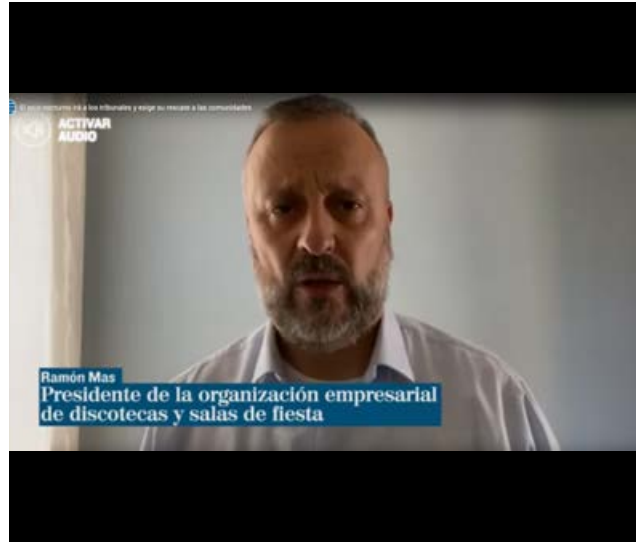 El ocio nocturno irá a los tribunales y exige su rescate a las comunidades
ACTIVAR
AUDIO
Ramón Mas
Presidente de la organización empresarial
de discotecas y salas de fiesta